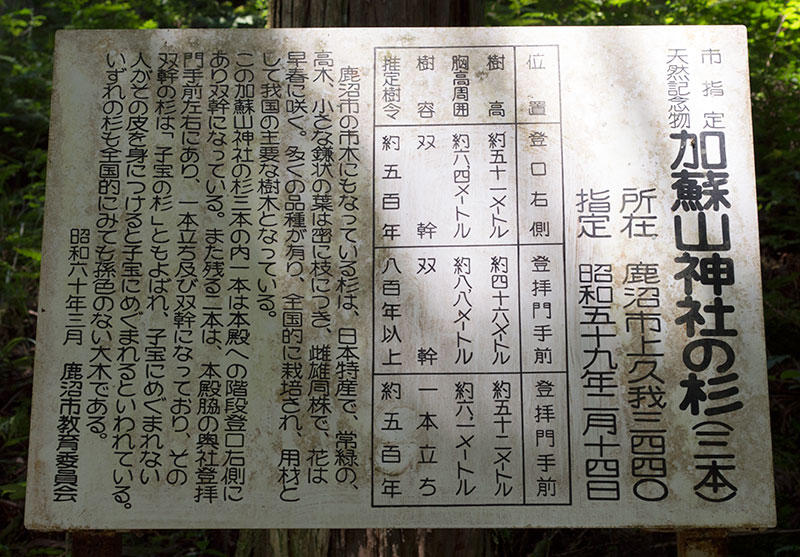 市指定
天然記念物
加蘇山神社の杉(三本)
所在 鹿沼市上久我三四四〇
指定 昭和五十九年二月十四日
位置 登口右側 登拝門手前 登拝門手前
樹高 約五十一メートル 約四十六メートル 約五十二メートル
胸高周囲 約六・四メートル 約八・八メートル 約六・一メートル
樹容 双幹 双幹 一本立ち
推定樹令 約五百年 八百年以上 約五百年
鹿沼市の市木にもなっている杉は、日本特産で、常緑の、
高木、小さな鎌状の葉は密に枝につき、雌雄同株で、花は
早春に咲く。多くの品種が有り、全国的に栽培され、用材と
して我国の主要な樹木となっている。
この加蘇山神社の杉三本の内一本は本殿への階段登口右側に
あり双幹になっている。また残る二本は、本殿脇の奥社登拝
門手前左右にあり、一本立ち及び双幹になっており、その
双幹の杉は、子宝の杉」ともよばれ、子宝にめぐまれない
人がその皮を身につけると子宝にめぐまれるといわれている。
いずれの杉も全国的にみても孫色のない大木である。
昭和六十年三月 鹿沼市教育委員会